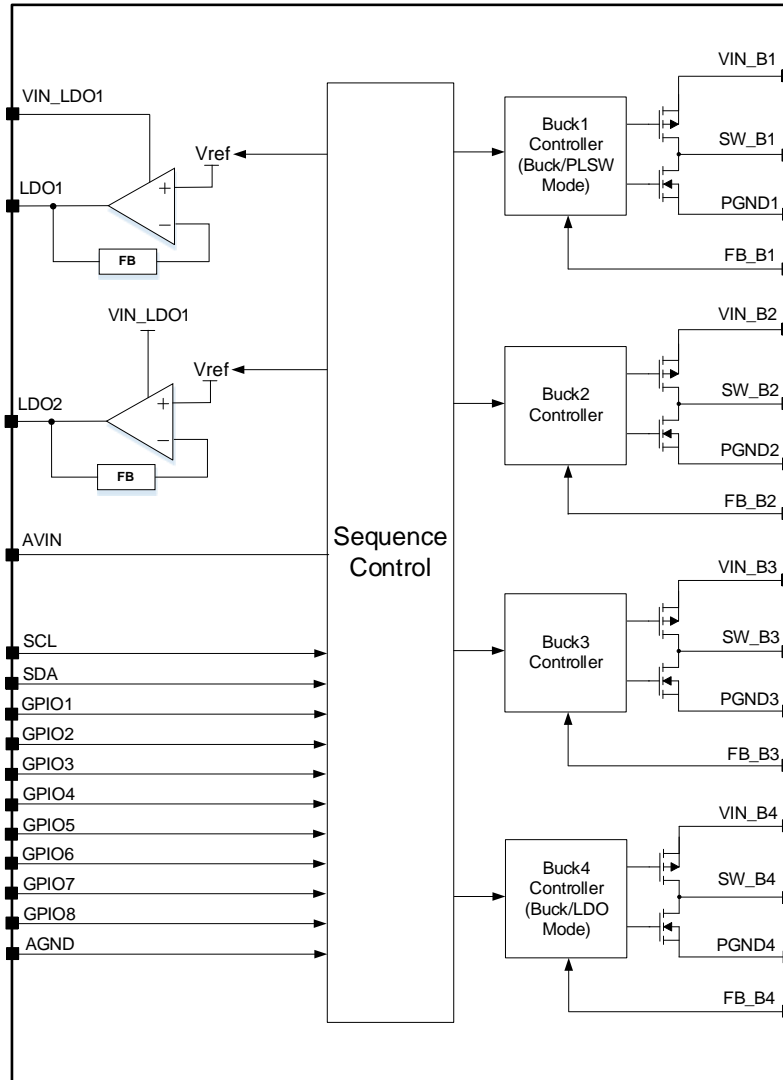 VIN_LDO1
Vref
LDO1
+
−
FB
VIN_LDO1
Vref
LDO2
+
−
FB
AVIN
SCL
SDA
GPIO1
GPIO2
GPIO3
GPIO4
GPIO5
GPIO6
GPIO7
GPIO8
AGND
Sequence
Control
Buck1
Controller
(Buck/PLSW
Mode)
VIN_B1
SW_B1
PGND1
FB_B1
Buck2
Controller
VIN_B2
SW_B2
PGND2
FB_B2
Buck3
Controller
VIN_B3
SW_B3
PGND3
FB_B3
Buck4
Controller
(Buck/LDO
Mode)
VIN_B4
SW_B4
PGND4
FB_B4